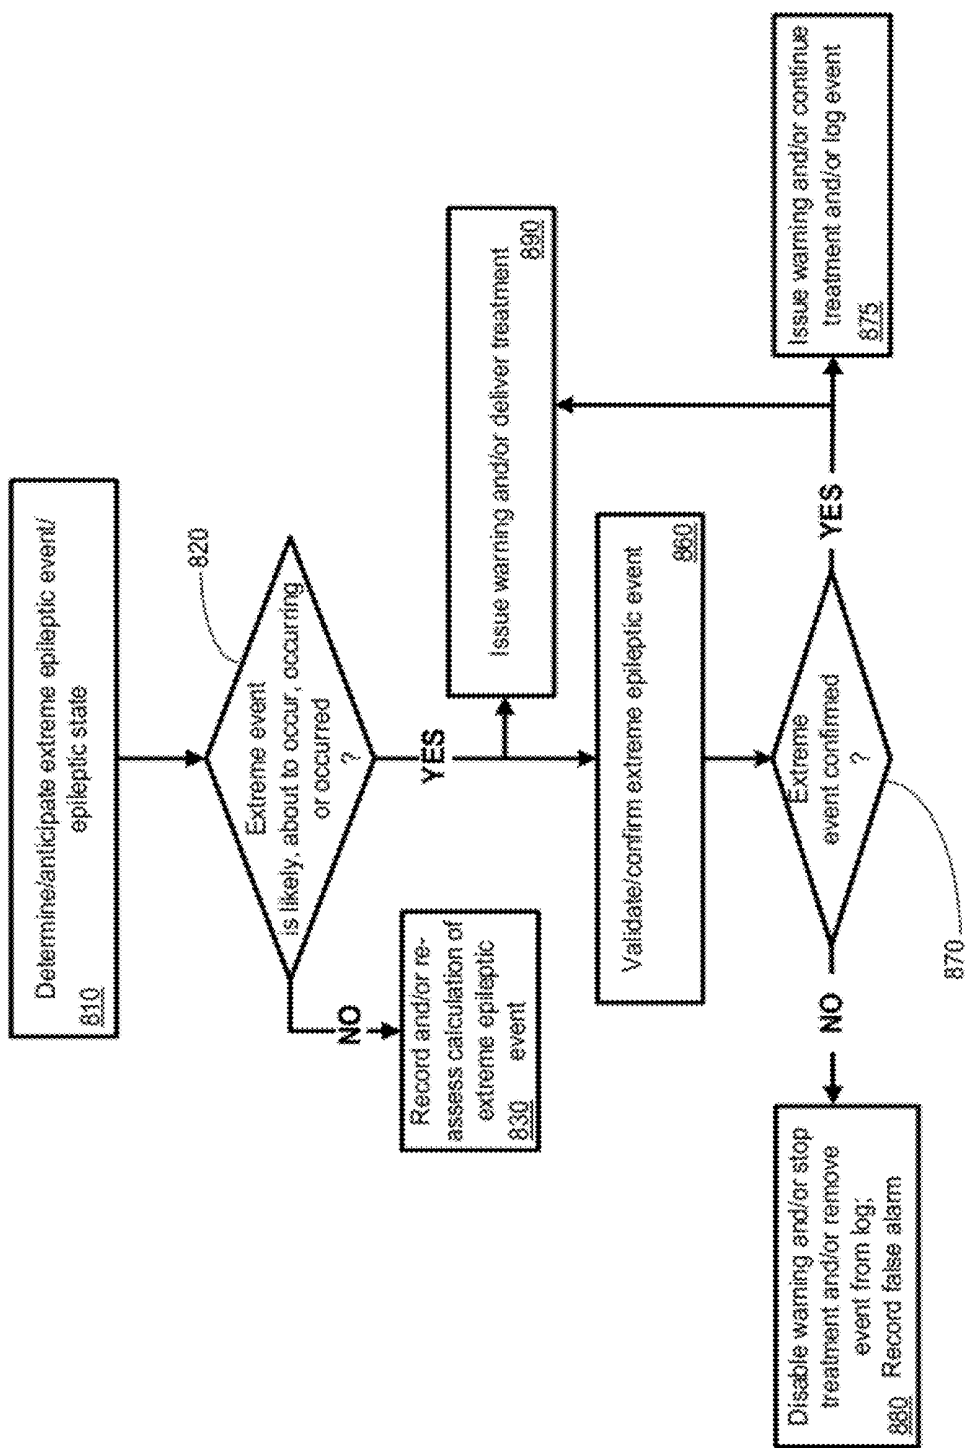 Determine/anticipate extreme epileptic event/
epileptic state
810
820
Extreme event
is likely, about to occur, occurring
or occurred
?
NO
YES
Record and/or re-
assess calculation of
extreme epileptic
830 event
Issue warning and/or deliver treatment
890
Validate/confirm extreme epileptic event
860
Extreme
event confirmed
?
870
NO
YES
Disable warning and/or stop
treatment and/or remove
event from log;
880 Record false alarm
Issue warning and/or continue
treatment and/or log event
875